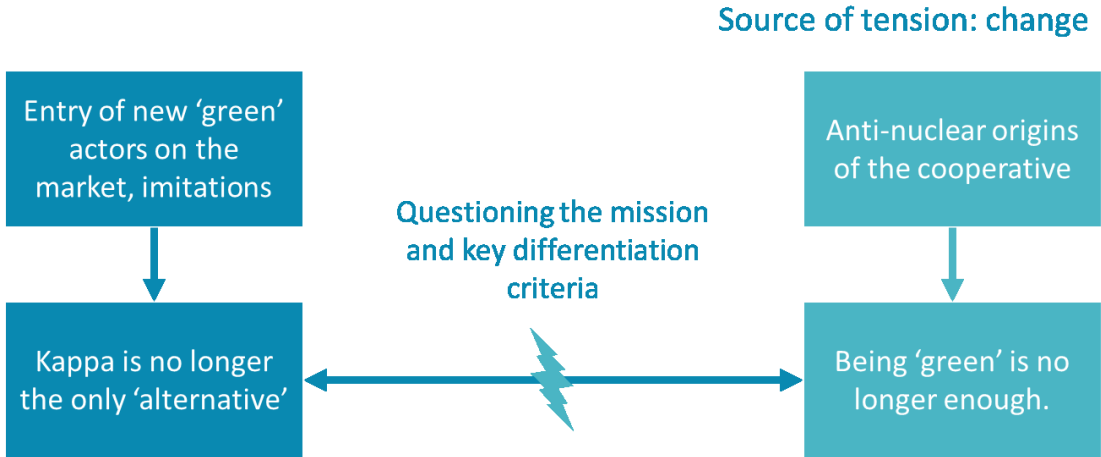 Source of tension: change
Entry of new ‘green’
actors on the
market, imitations
Anti-nuclear origins
of the cooperative
Questioning the mission
and key differentiation
criteria
Kappa is no longer
the only ‘alternative’
Being ‘green’ is no
longer enough.